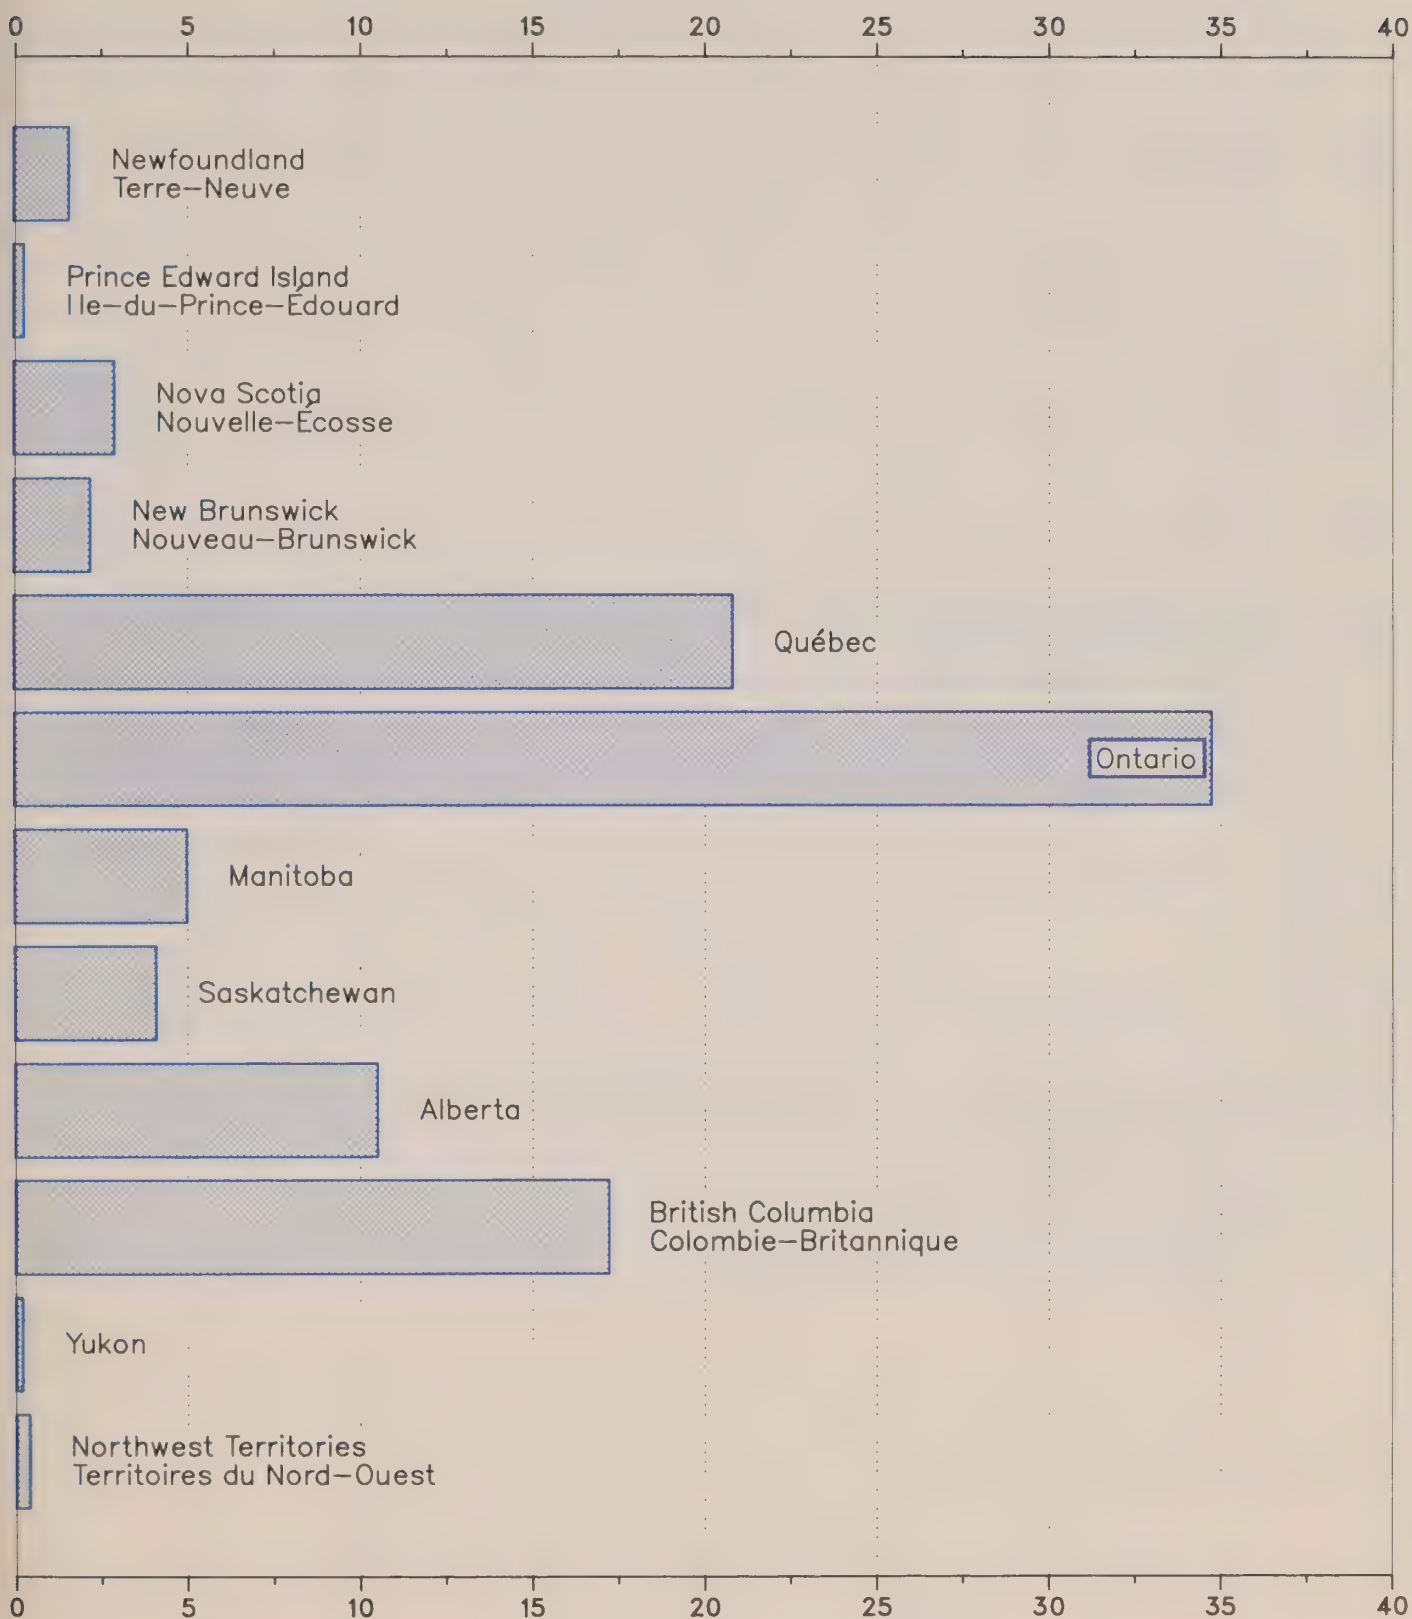 0 5 10 15 20 25 30 35 40
Newfoundland
Terre-Neuve
Prince Edward Island
Ile-du-Prince-Édouard
Nova Scotia
Nouvelle-Écosse
New Brunswick
Nouveau-Brunswick
Québec
Ontario
Manitoba
Saskatchewan
Alberta
British Columbia
Colombie-Britannique
Yukon
Northwest Territories
Territoires du Nord-Ouest
0 5 10 15 20 25 30 35 40